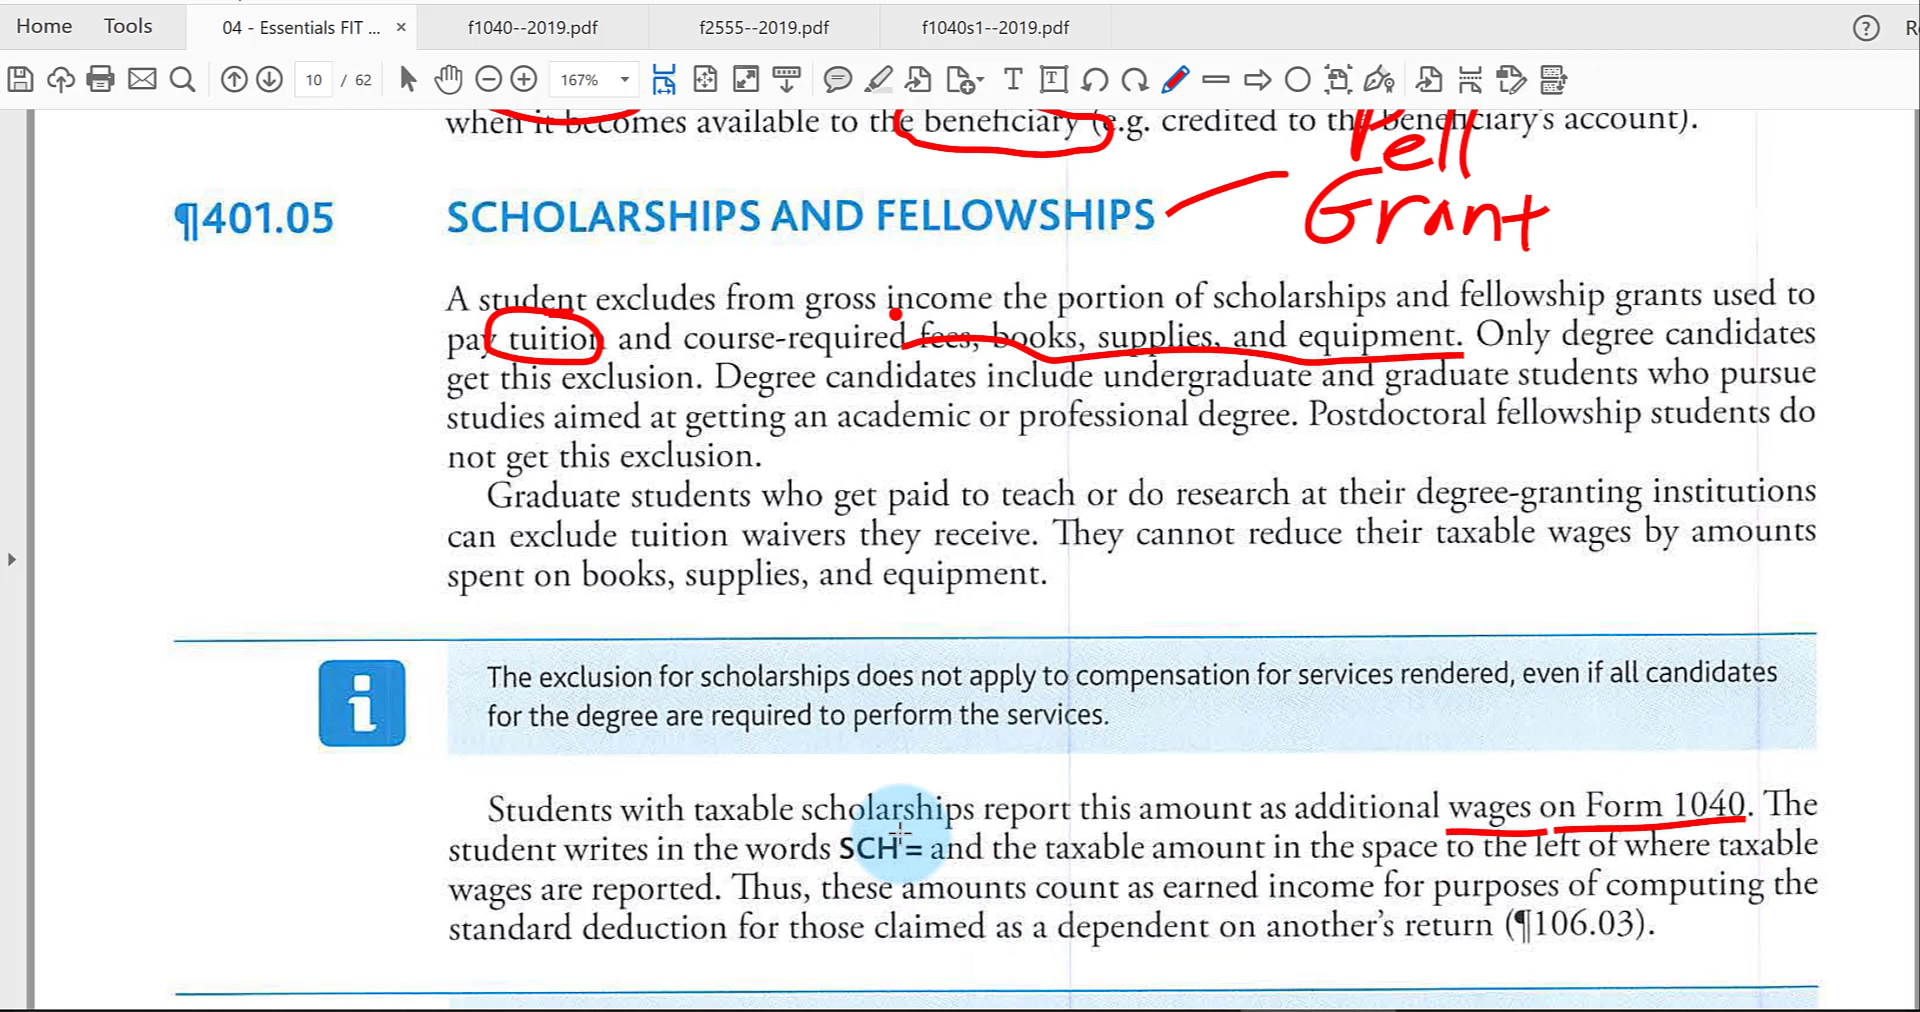 Home Tools 04 - Essentials FIT ... × f1040--2019.pdf f2555--2019.pdf f1040s1--2019.pdf ?
10 / 62 167%
when it becomes available to the beneficiary (e.g. credited to the beneficiary's account).
Pell
Grant
¶401.05 SCHOLARSHIPS AND FELLOWSHIPS
A student excludes from gross income the portion of scholarships and fellowship grants used to
pay tuition and course-required fees, books, supplies, and equipment. Only degree candidates
get this exclusion. Degree candidates include undergraduate and graduate students who pursue
studies aimed at getting an academic or professional degree. Postdoctoral fellowship students do
not get this exclusion.
Graduate students who get paid to teach or do research at their degree-granting institutions
can exclude tuition waivers they receive. They cannot reduce their taxable wages by amounts
spent on books, supplies, and equipment.
The exclusion for scholarships does not apply to compensation for services rendered, even if all candidates
for the degree are required to perform the services.
Students with taxable scholarships report this amount as additional wages on Form 1040. The
student writes in the words SCH = and the taxable amount in the space to the left of where taxable
wages are reported. Thus, these amounts count as earned income for purposes of computing the
standard deduction for those claimed as a dependent on another's return (¶106.03).